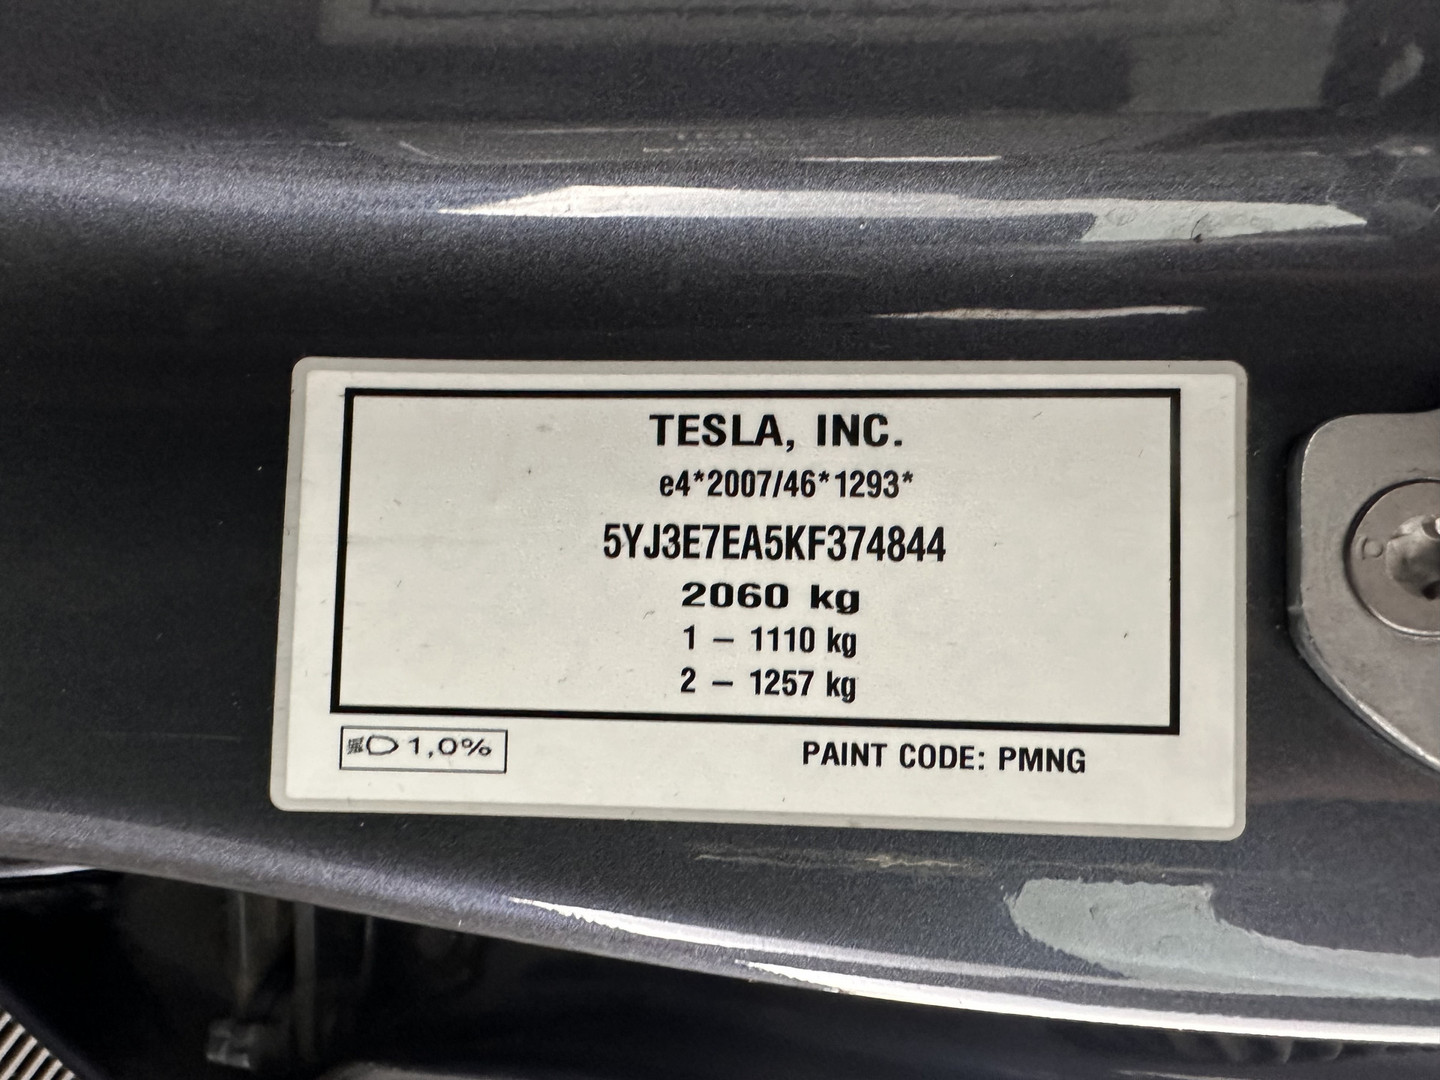 TESLA, INC.
e4*2007/46*1293*
5YJ3E7EA5KF374844
2060 kg
1 – 1110 kg
2 – 1257 kg
1,0%
PAINT CODE: PMNG